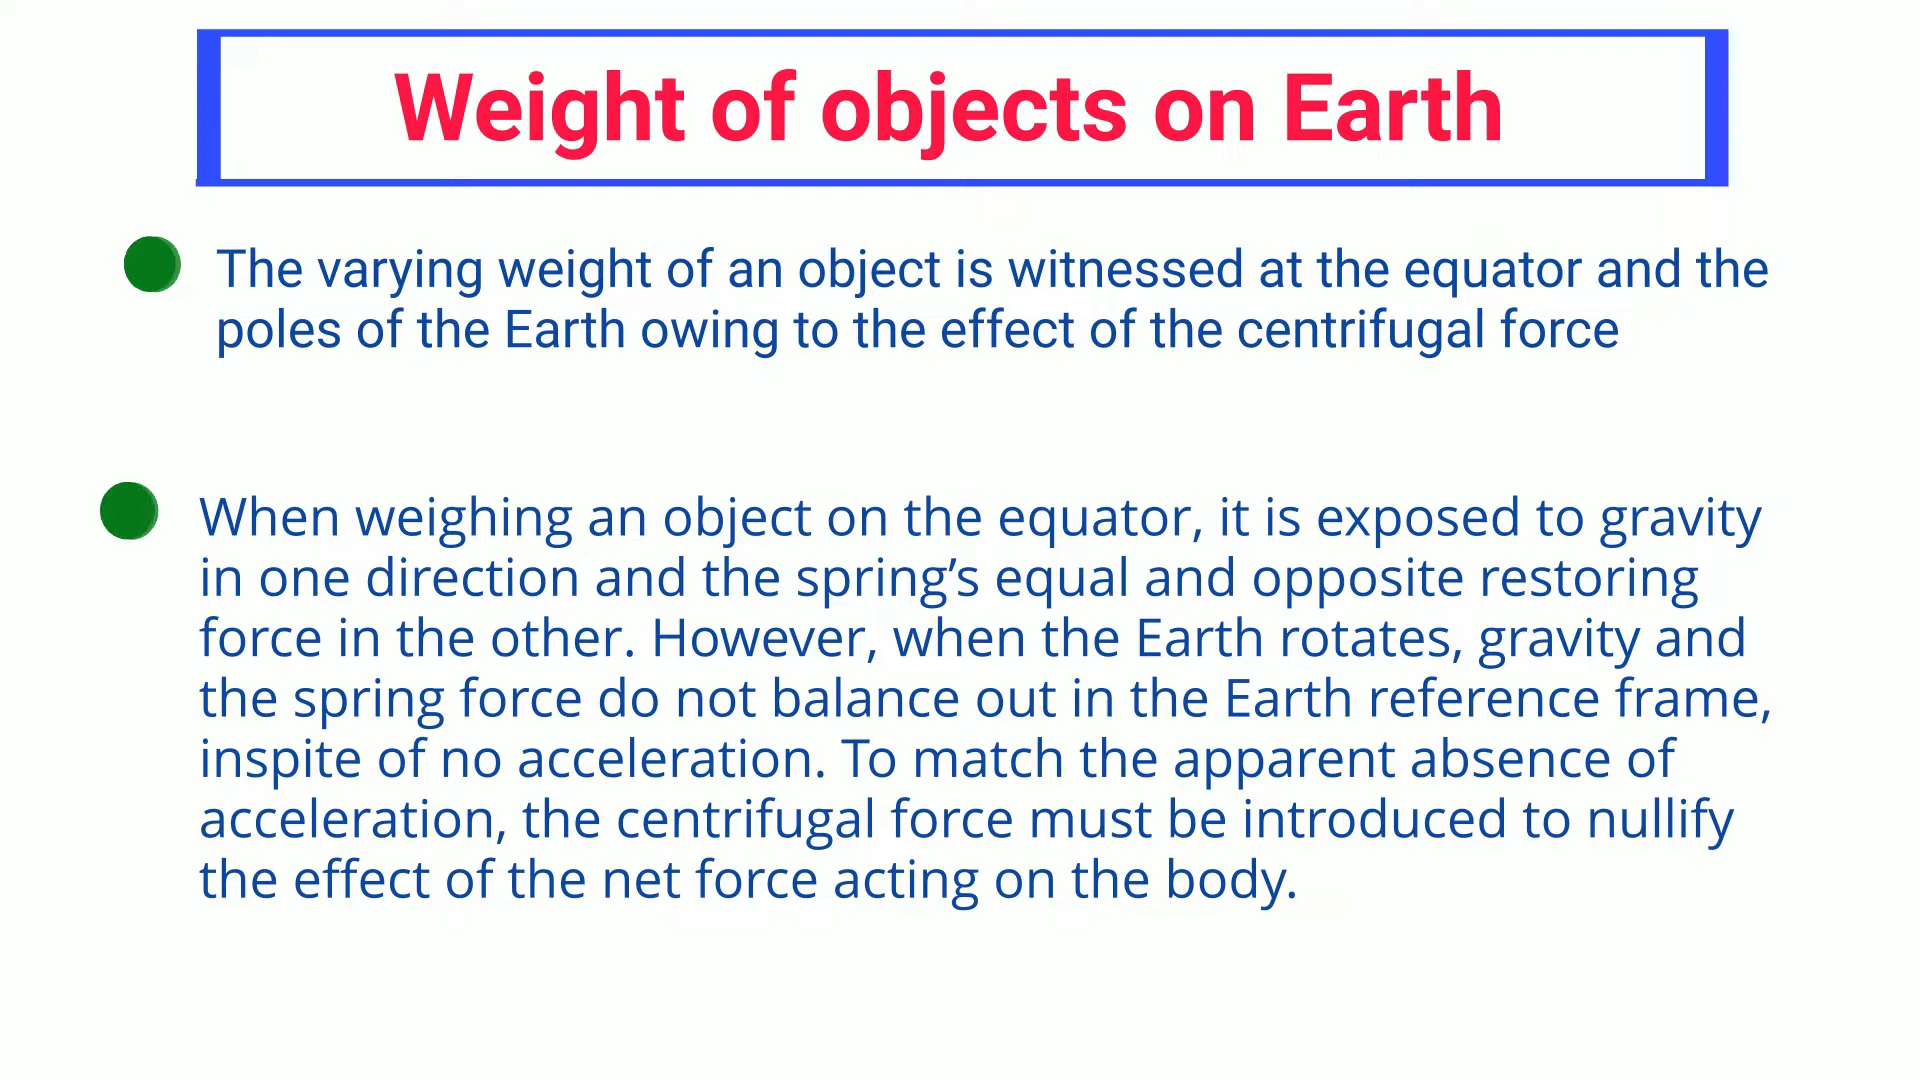 Weight of objects on Earth
The varying weight of an object is witnessed at the equator and the
poles of the Earth owing to the effect of the centrifugal force
When weighing an object on the equator, it is exposed to gravity
in one direction and the spring’s equal and opposite restoring
force in the other. However, when the Earth rotates, gravity and
the spring force do not balance out in the Earth reference frame,
inspite of no acceleration. To match the apparent absence of
acceleration, the centrifugal force must be introduced to nullify
the effect of the net force acting on the body.